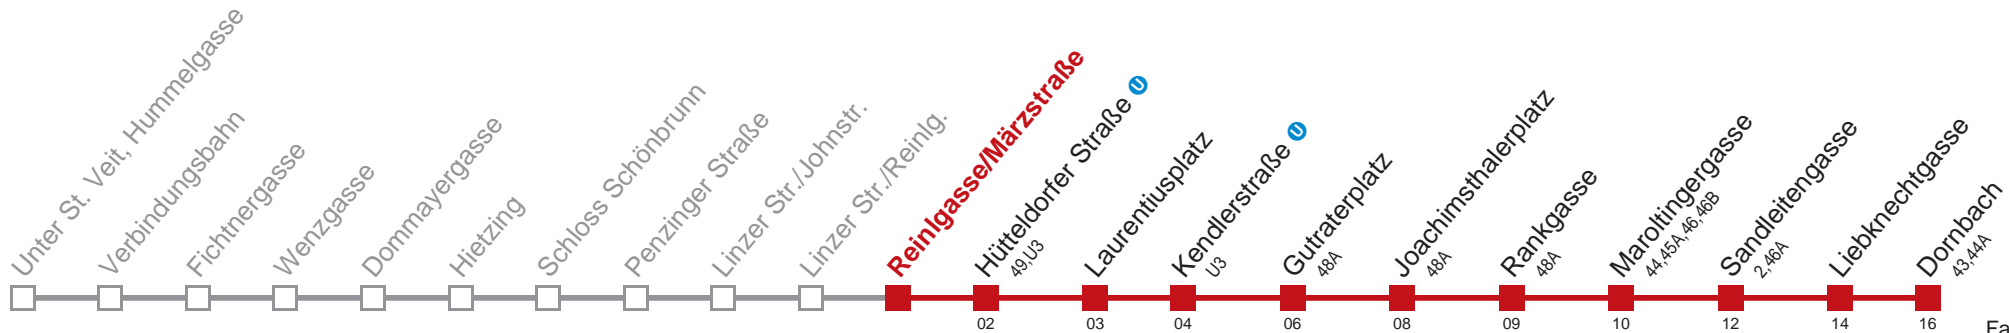 Unter St. Veit, Hummelgasse
Verbindungsbahn
Fichtnergasse
Wenzgasse
Dommayergasse
Hietzing
Schloss Schönbrunn
Penzinger Straße
Linzer Str./Johnstr.
Linzer Str./Reinlg.
Reinlgasse/Märzstraße
Hütteldorfer Straße U
49,U3
Laurentiusplatz
Kendlerstraße U
U3
Gutraterplatz
48A
Joachimsthalerplatz
48A
Rankgasse
48A
Maroltingergasse
44,45A,46,46B
Sandleitengasse
2,46A
Liebknechtgasse
Dornbach
43,44A
02 03 04 06 08 09 10 12 14 16
Fa